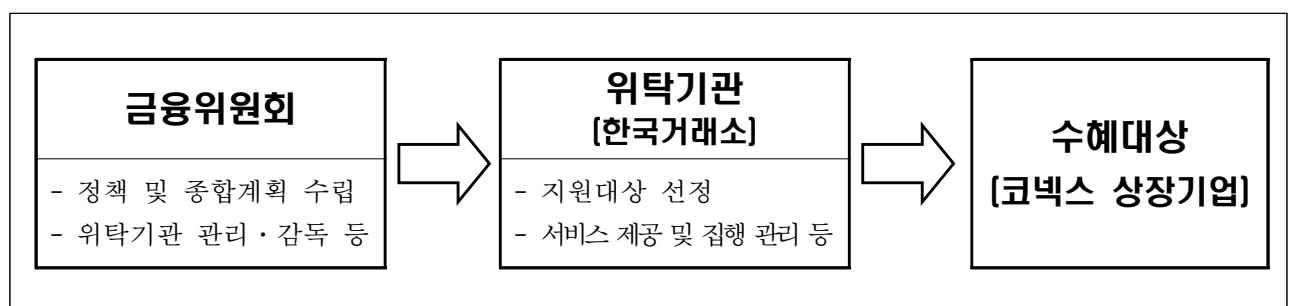 금융위원회
- 정책 및 종합계획 수립
- 위탁기관 관리·감독 등
위탁기관
[한국거래소]
- 지원대상 선정
- 서비스 제공 및 집행 관리 등
수혜대상
[코넥스 상장기업]